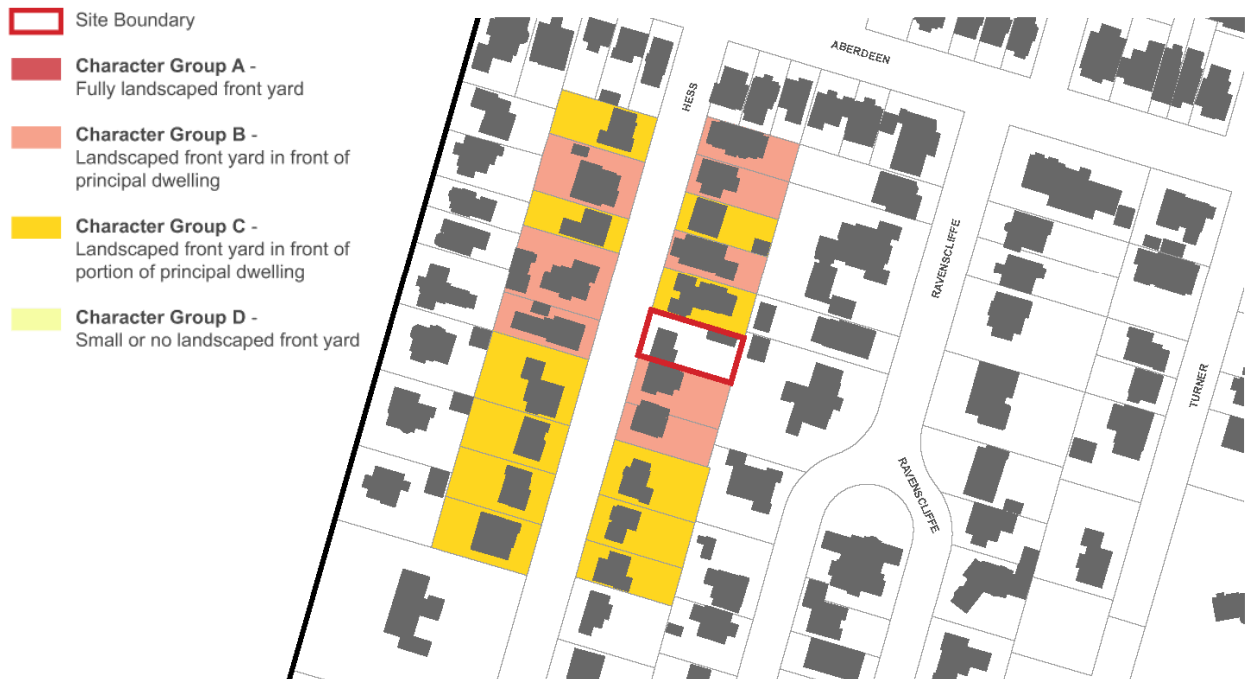 Site Boundary
Character Group A -
Fully landscaped front yard
Character Group B -
Landscaped front yard in front of
principal dwelling
Character Group C -
Landscaped front yard in front of
portion of principal dwelling
Character Group D -
Small or no landscaped front yard
ABERDEEN
HESS
RAVENSCLIFFE
RAVENSCLIFFE
TURNER